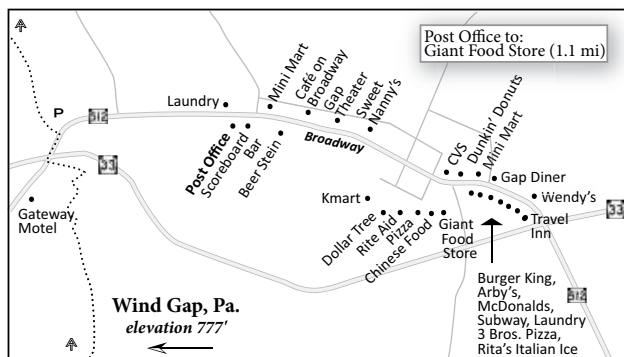 Post Office to:
Giant Food Store (1.1 mi)
Mini Mart
Café on
Broadway
Gap
Theater
Sweet
Nanny's
Laundry
P
512
Broadway
Post Office
Scoreboard
Bar
Beer Stein
CVS
Dunkin' Donuts
Mini Mart
Gap Diner
33
Wendy's
Kmart
Gateway
Motel
33
Travel
Inn
Dollar Tree
Rite Aid
Pizza
Chinese Food
Giant
Food
Store
Burger King,
Arby's,
McDonalds,
Subway, Laundry
3 Bros. Pizza,
Rita's Italian Ice
512
Wind Gap, Pa.
elevation 777'